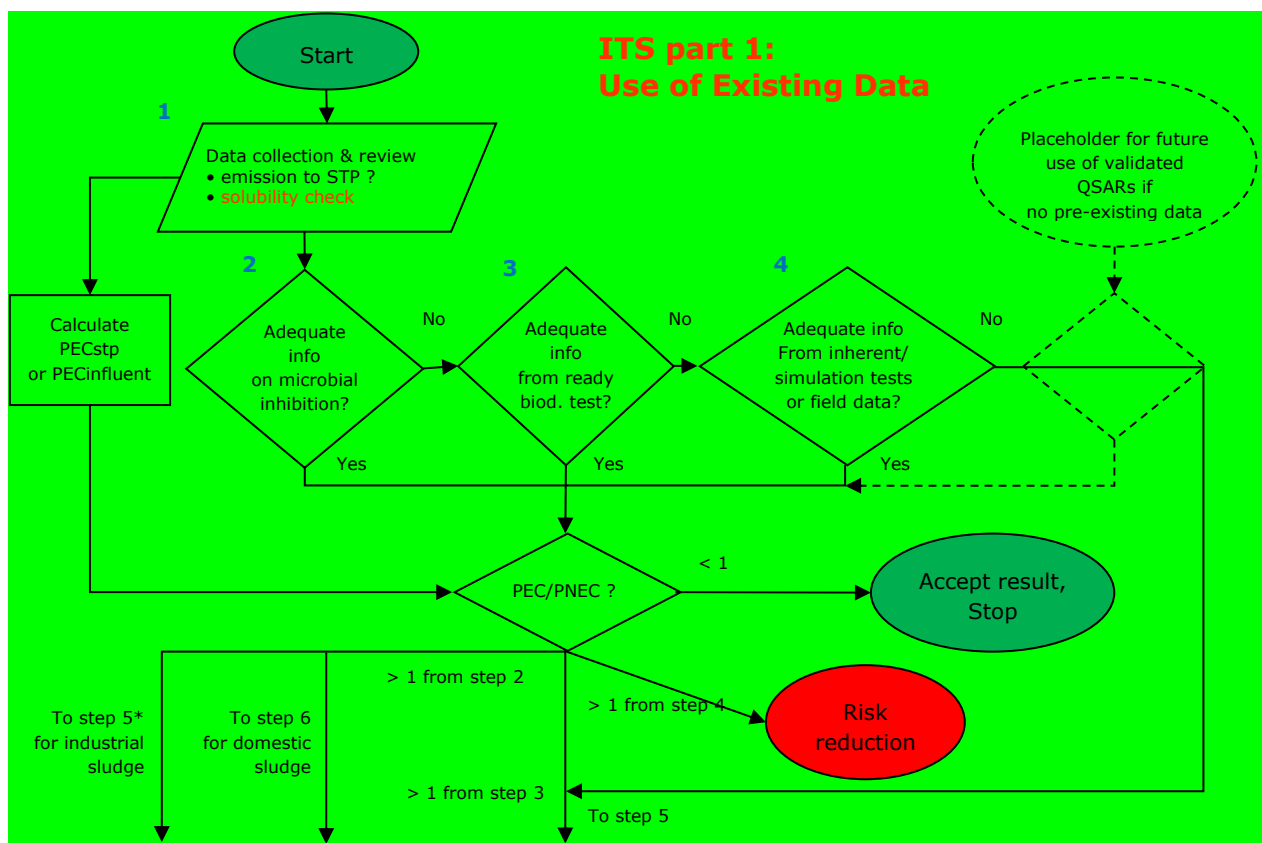 Start
ITS part 1:
Use of Existing Data
1
Data collection & review
• emission to STP ?
• solubility check
Placeholder for future
use of validated
QSARs if
no pre-existing data
2
3
4
Calculate
PECstp
or PECinfluent
Adequate
info
on microbial
inhibition?
No
Adequate
info
from ready
biod. test?
No
Adequate info
From inherent/
simulation tests
or field data?
No
Yes
Yes
Yes
PEC/PNEC ?
< 1
Accept result,
Stop
> 1 from step 2
> 1 from step 4
Risk
reduction
To step 5*
for industrial
sludge
To step 6
for domestic
sludge
> 1 from step 3
To step 5